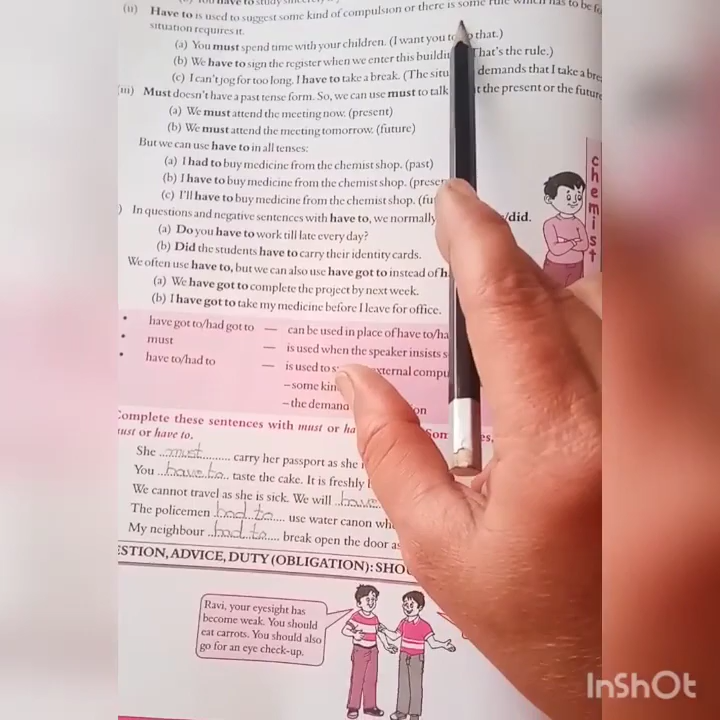 (ii) Have to is used to suggest some kind of compulsion or there is some rule which has to be
situation requires it.
(a) You must spend time with your children. (I want you to that.)
(b) We have to sign the register when we enter this buildin That's the rule.)
(c) I can't jog for too long. I have to take a break. (The situ demands that I take a bre
(iii) Must doesn't have a past tense form. So, we can use must to talk t the present or the future
(a) We must attend the meeting now. (present)
(b) We must attend the meeting tomorrow. (future)
But we can use have to in all tenses:
(a) I had to buy medicine from the chemist shop. (past)
(b) I have to buy medicine from the chemist shop. (prese
(c) I'll have to buy medicine from the chemist shop. (fu
) In questions and negative sentences with have to, we normally /did.
(a) Do you have to work till late every day?
(b) Did the students have to carry their identity cards.
We often use have to, but we can also use have got to instead of h
(a) We have got to complete the project by next week.
(b) I have got to take my medicine before I leave for office.
chemist
• have got to/had got to — can be used in place of have to/ha
• must — is used when the speaker insists s
• have to/had to — is used to s xternal compu
– some kin
– the demand on
Complete these sentences with must or ha Som es,
must or have to.
She ..must.......... carry her passport as she
You ..have to.... taste the cake. It is freshly
We cannot travel as she is sick. We will ..have
The policemen ..had to.... use water canon wh
My neighbour ..had to.... break open the door as
ESTION, ADVICE, DUTY (OBLIGATION): SHOU
Ravi, your eyesight has
become weak. You should
eat carrots. You should also
go for an eye check-up.
InShOt